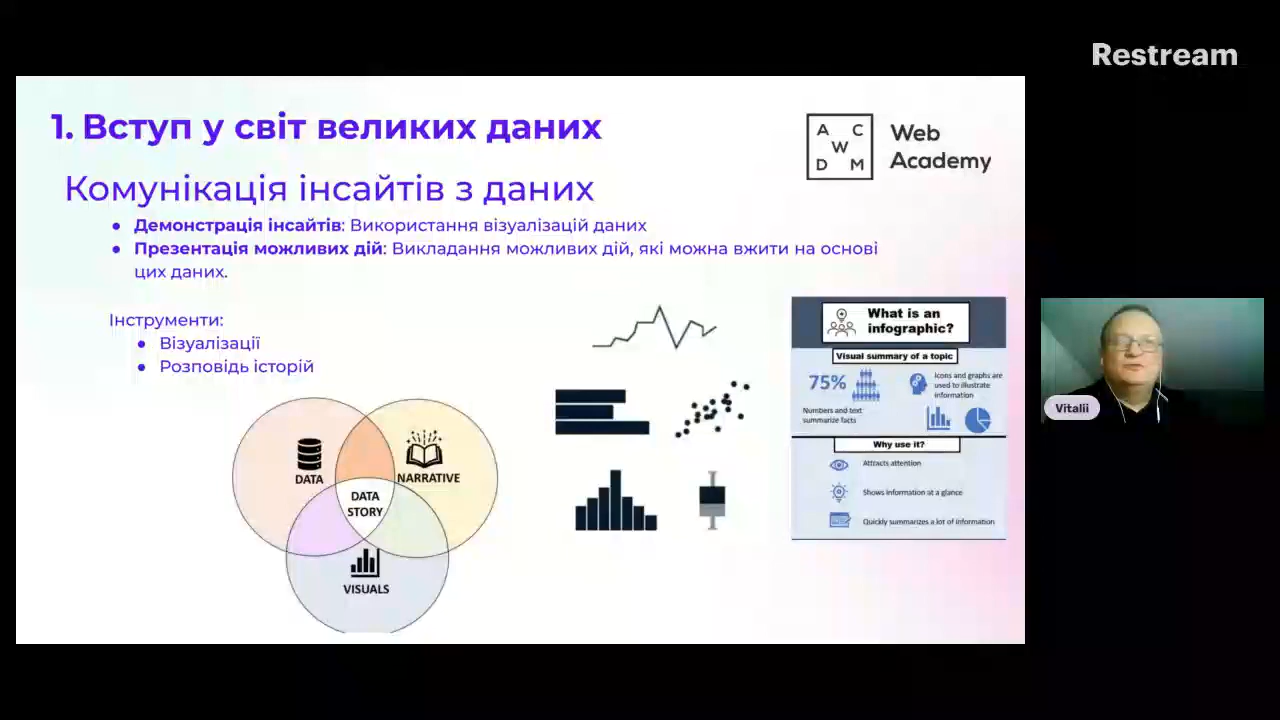 Restream
1. Вступ у світ великих даних
A C
W
D M
Web
Academy
Комунікація інсайтів з даних
● Демонстрація інсайтів: Використання візуалізацій даних
● Презентація можливих дій: Викладання можливих дій, які можна вжити на основі
цих даних.
Інструменти:
● Візуалізації
● Розповідь історій
DATA
NARRATIVE
DATA
STORY
VISUALS
What is an
infographic?
Visual summary of a topic
75%
Icons and graphs are
used to illustrate
information
Numbers and text
summarize facts
Why use it?
Attracts attention
Shows information at a glance
Quickly summarizes a lot of information
Vitalii